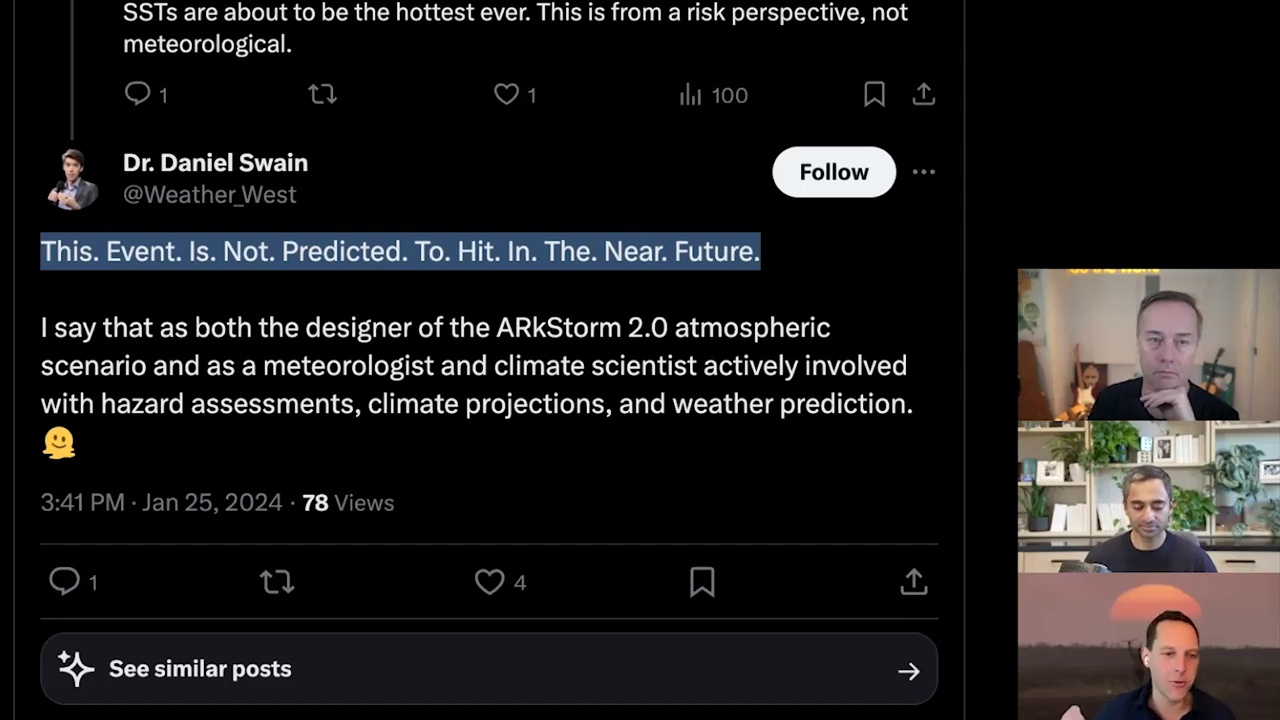 SSTs are about to be the hottest ever. This is from a risk perspective, not
meteorological.
1
1
100
Dr. Daniel Swain
@Weather_West
Follow
This. Event. Is. Not. Predicted. To. Hit. In. The. Near. Future.
I say that as both the designer of the ARkStorm 2.0 atmospheric
scenario and as a meteorologist and climate scientist actively involved
with hazard assessments, climate projections, and weather prediction.
🫠
3:41 PM · Jan 25, 2024 · 78 Views
1
4
See similar posts